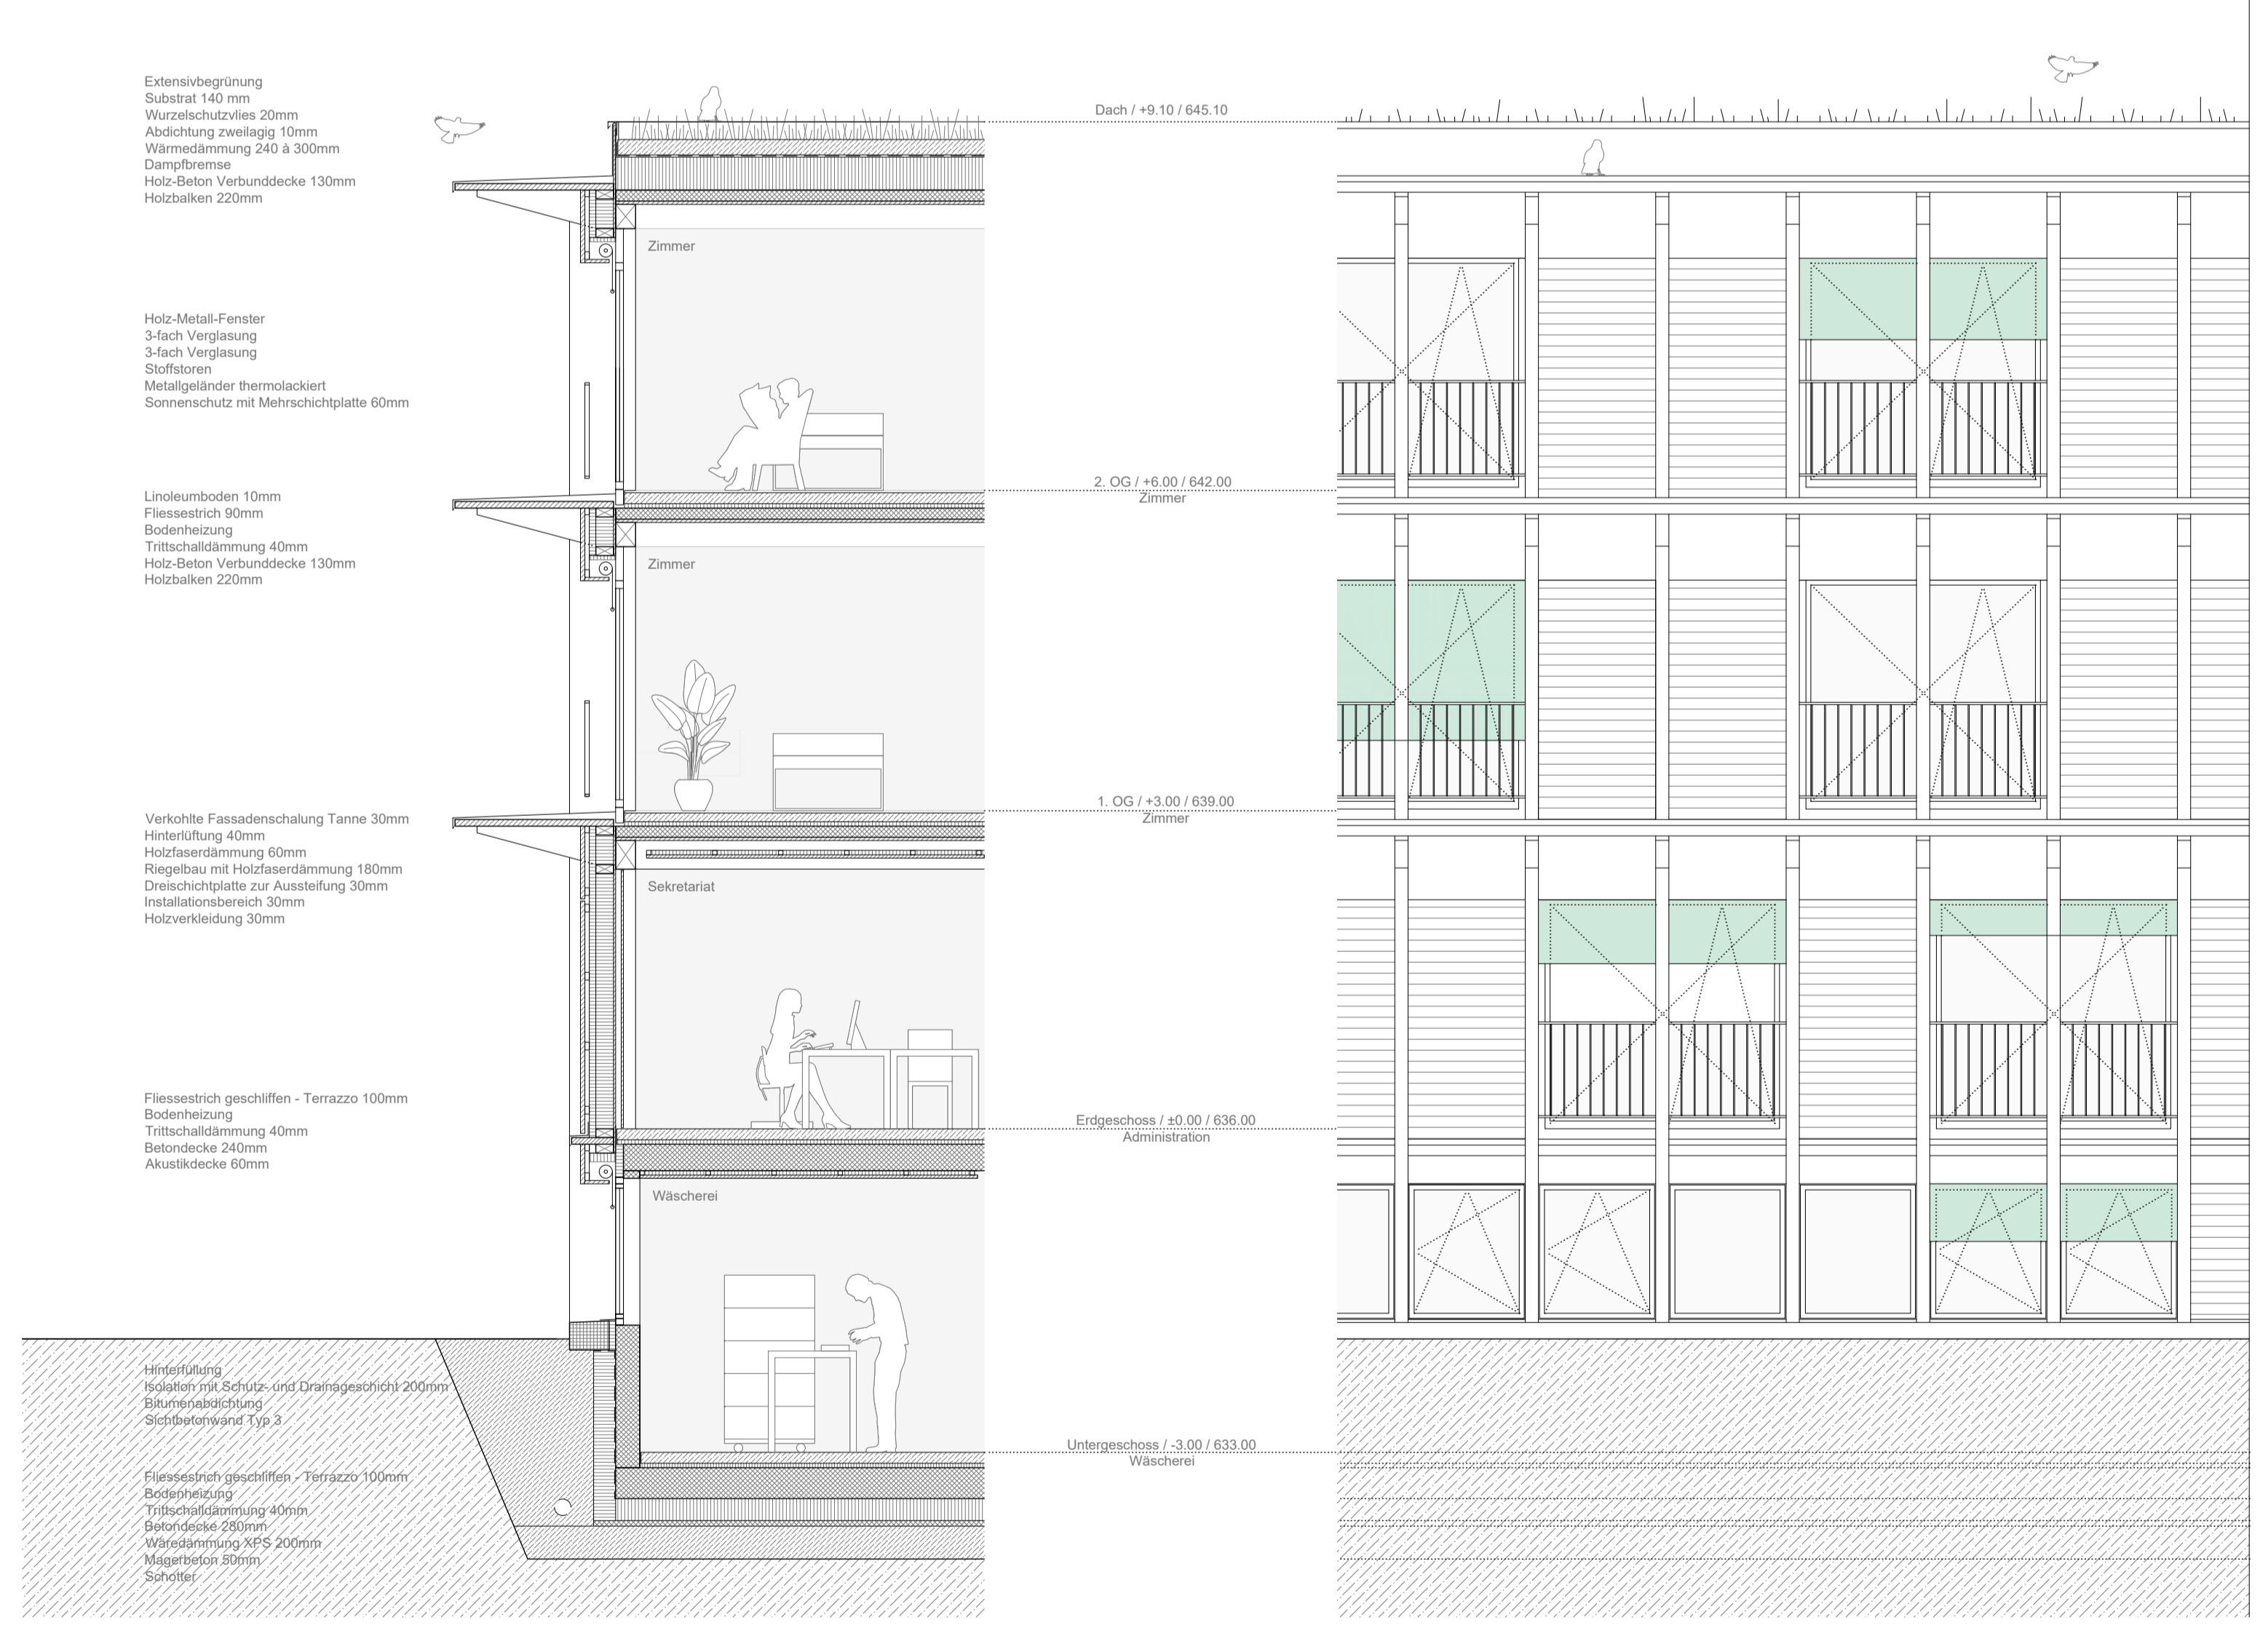 Extensivbegrünung
Substrat 140 mm
Wurzelschutzvlies 20mm
Abdichtung zweilagig 10mm
Wärmedämmung 240 à 300mm
Dampfbremse
Holz-Beton Verbunddecke 130mm
Holzbalken 220mm
Holz-Metall-Fenster
3-fach Verglasung
3-fach Verglasung
Stoffstoren
Metallgeländer thermolackiert
Sonnenschutz mit Mehrschichtplatte 60mm
Linoleumboden 10mm
Fliessestrich 90mm
Bodenheizung
Trittschalldämmung 40mm
Holz-Beton Verbunddecke 130mm
Holzbalken 220mm
Verkohlte Fassadenschalung Tanne 30mm
Hinterlüftung 40mm
Holzfaserdämmung 60mm
Riegelbau mit Holzfaserdämmung 180mm
Dreischichtplatte zur Aussteifung 30mm
Installationsbereich 30mm
Holzverkleidung 30mm
Fliessestrich geschliffen - Terrazzo 100mm
Bodenheizung
Trittschalldämmung 40mm
Betondecke 240mm
Akustikdecke 60mm
Hinterfüllung
Isolation mit Schutz- und Drainageschicht 200mm
Bitumenabdichtung
Sichtbetonwand Typ 3
Fliessestrich geschliffen - Terrazzo 100mm
Bodenheizung
Trittschalldämmung 40mm
Betondecke 280mm
Wäredämmung XPS 200mm
Magerbeton 50mm
Schotter
Zimmer
Zimmer
Sekretariat
Wäscherei
Dach / +9.10 / 645.10
2. OG / +6.00 / 642.00
Zimmer
1. OG / +3.00 / 639.00
Zimmer
Erdgeschoss / ±0.00 / 636.00
Administration
Untergeschoss / -3.00 / 633.00
Wäscherei